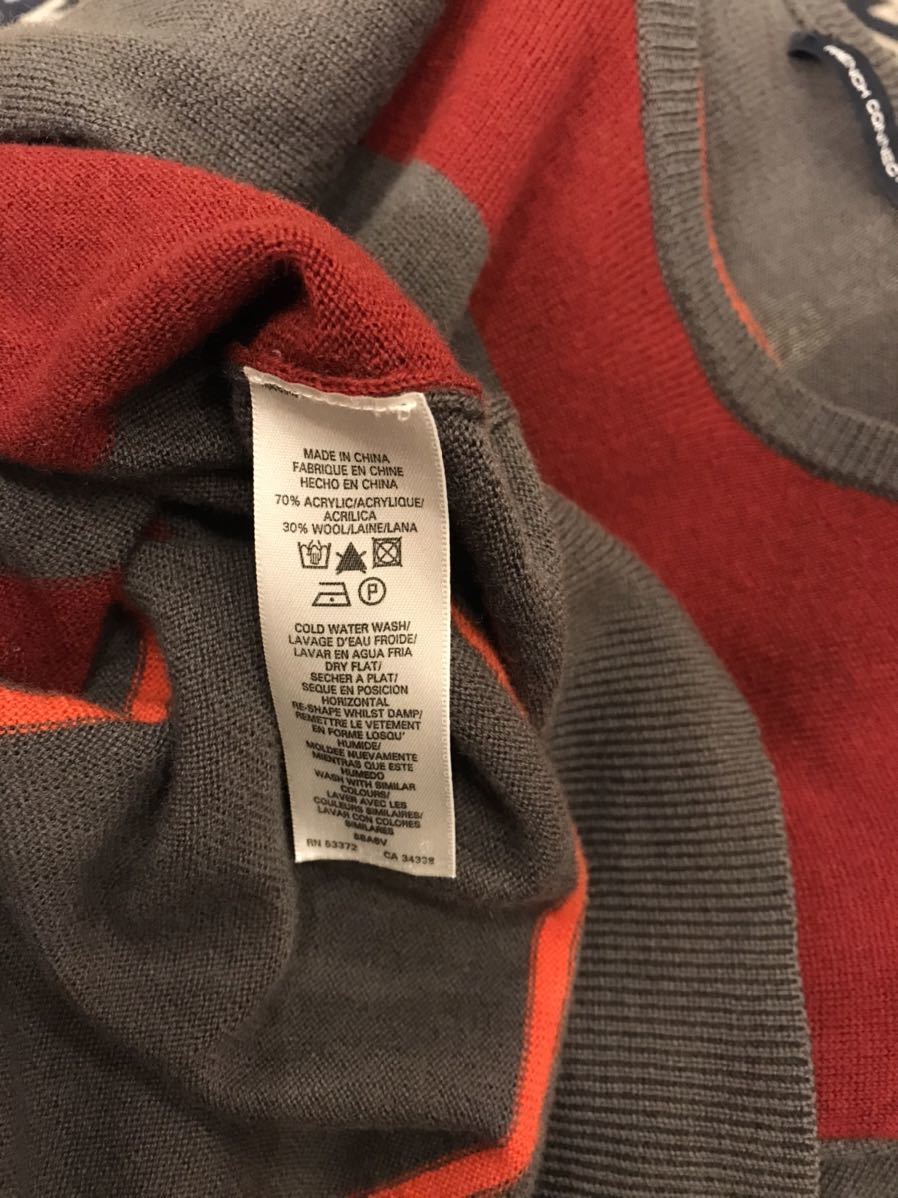 MADE IN CHINA
FABRIQUE EN CHINE
HECHO EN CHINA
70% ACRYLIC/ACRYLIQUE/
ACRILICA
30% WOOL/LAINE/LANA
P
COLD WATER WASH/
LAVAGE D'EAU FROIDE/
LAVAR EN AGUA FRIA
DRY FLAT/
SECHER A PLAT/
SEQUE EN POSICIÓN
HORIZONTAL
RE-SHAPE WHILST DAMP/
REMETTRE LE VETEMENT
EN FORME LOSQU'
HUMIDE/
MOLDEE NUEVAMENTE
MIENTRAS QUE ESTE
HUMEDO
WASH WITH SIMILAR
COLOURS/
LAVER AVEC LES
COULEURS SIMILAIRES/
LAVAR CON COLORES
SIMILARES
RN 53372 CA 34338